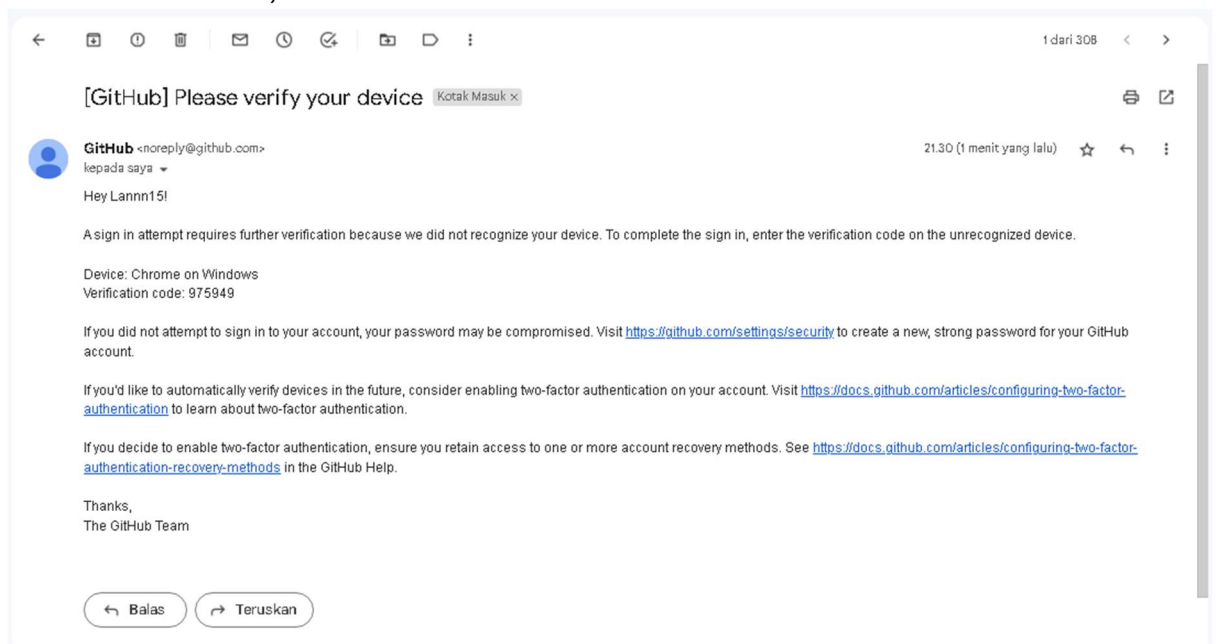 1 dari 308
[GitHub] Please verify your device Kotak Masuk ×
GitHub <noreply@github.com> 21.30 (1 menit yang lalu)
kepada saya
Hey Lannn15!
A sign in attempt requires further verification because we did not recognize your device. To complete the sign in, enter the verification code on the unrecognized device.
Device: Chrome on Windows
Verification code: 975949
If you did not attempt to sign in to your account, your password may be compromised. Visit https://github.com/settings/security to create a new, strong password for your GitHub
account.
If you'd like to automatically verify devices in the future, consider enabling two-factor authentication on your account. Visit https://docs.github.com/articles/configuring-two-factor-
authentication to learn about two-factor authentication.
If you decide to enable two-factor authentication, ensure you retain access to one or more account recovery methods. See https://docs.github.com/articles/configuring-two-factor-
authentication-recovery-methods in the GitHub Help.
Thanks,
The GitHub Team
Balas Teruskan